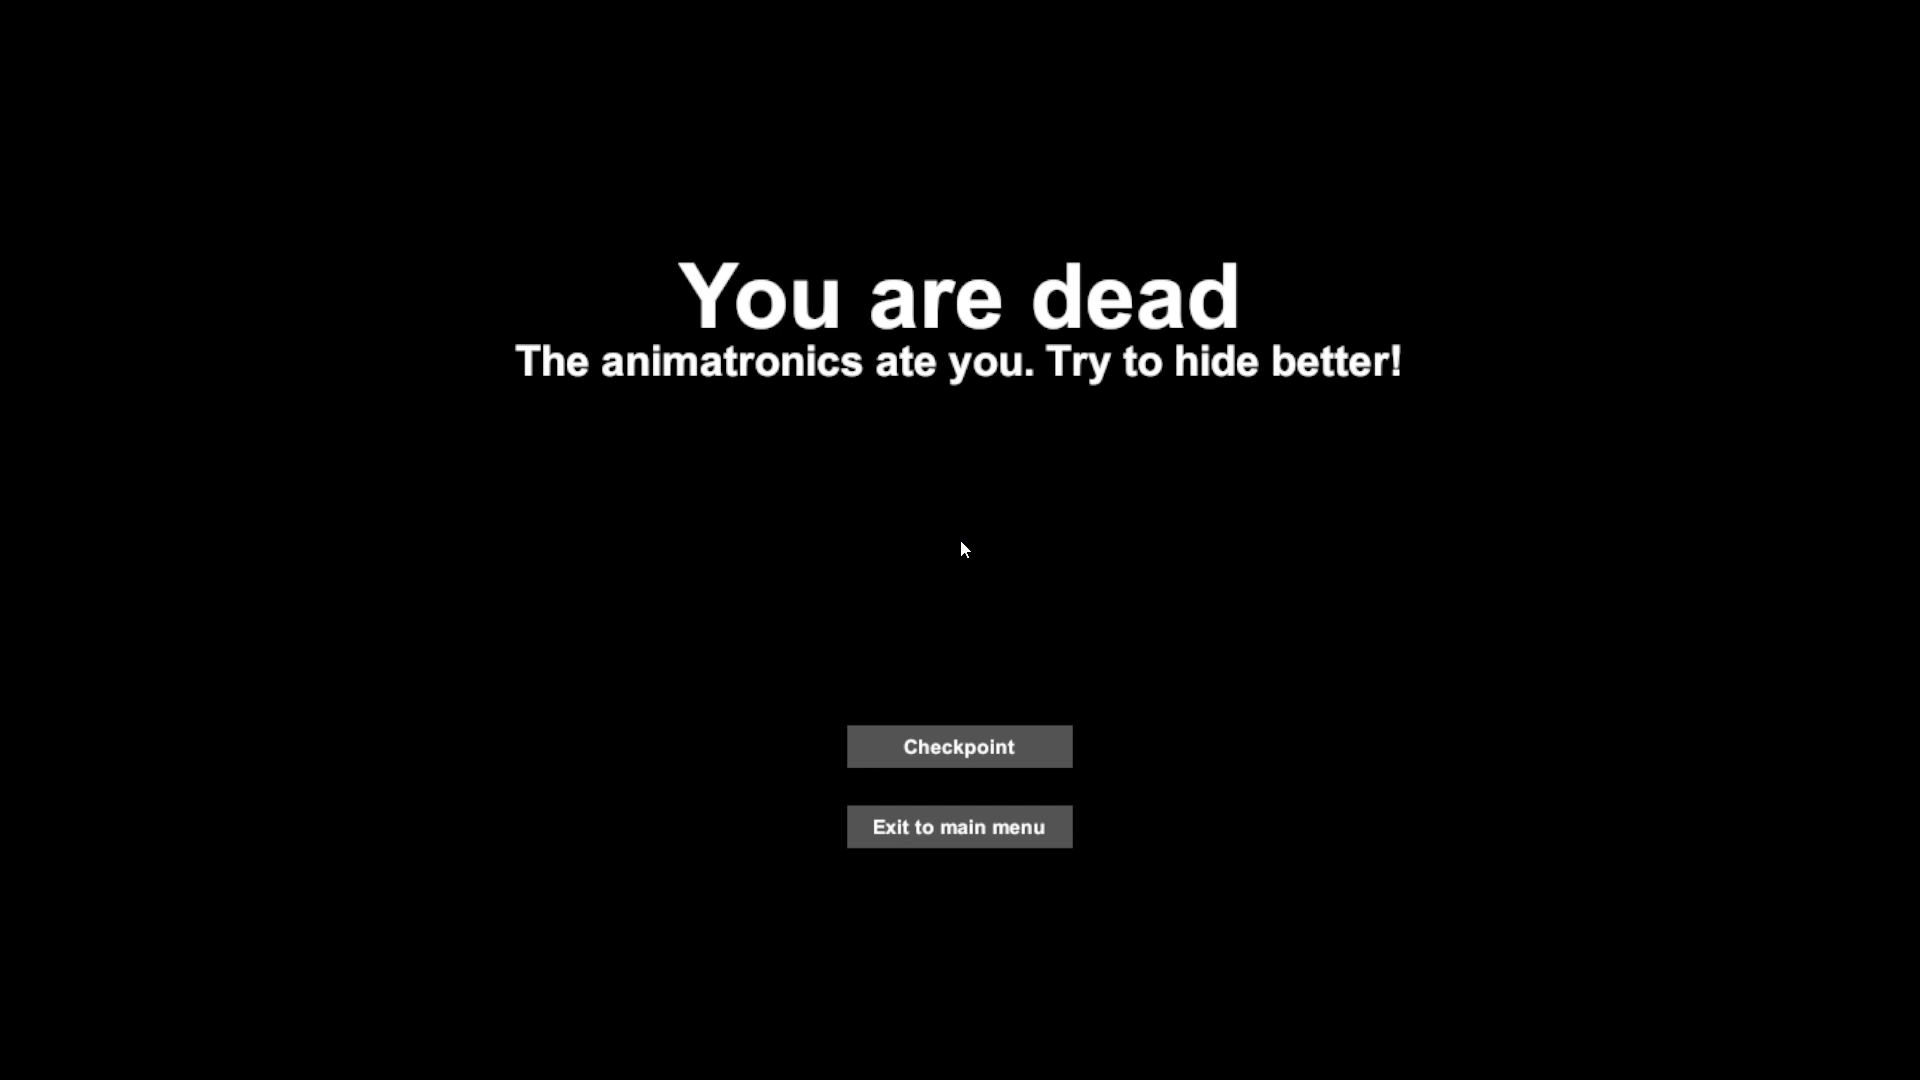 You are dead
The animatronics ate you. Try to hide better!
Checkpoint
Exit to main menu